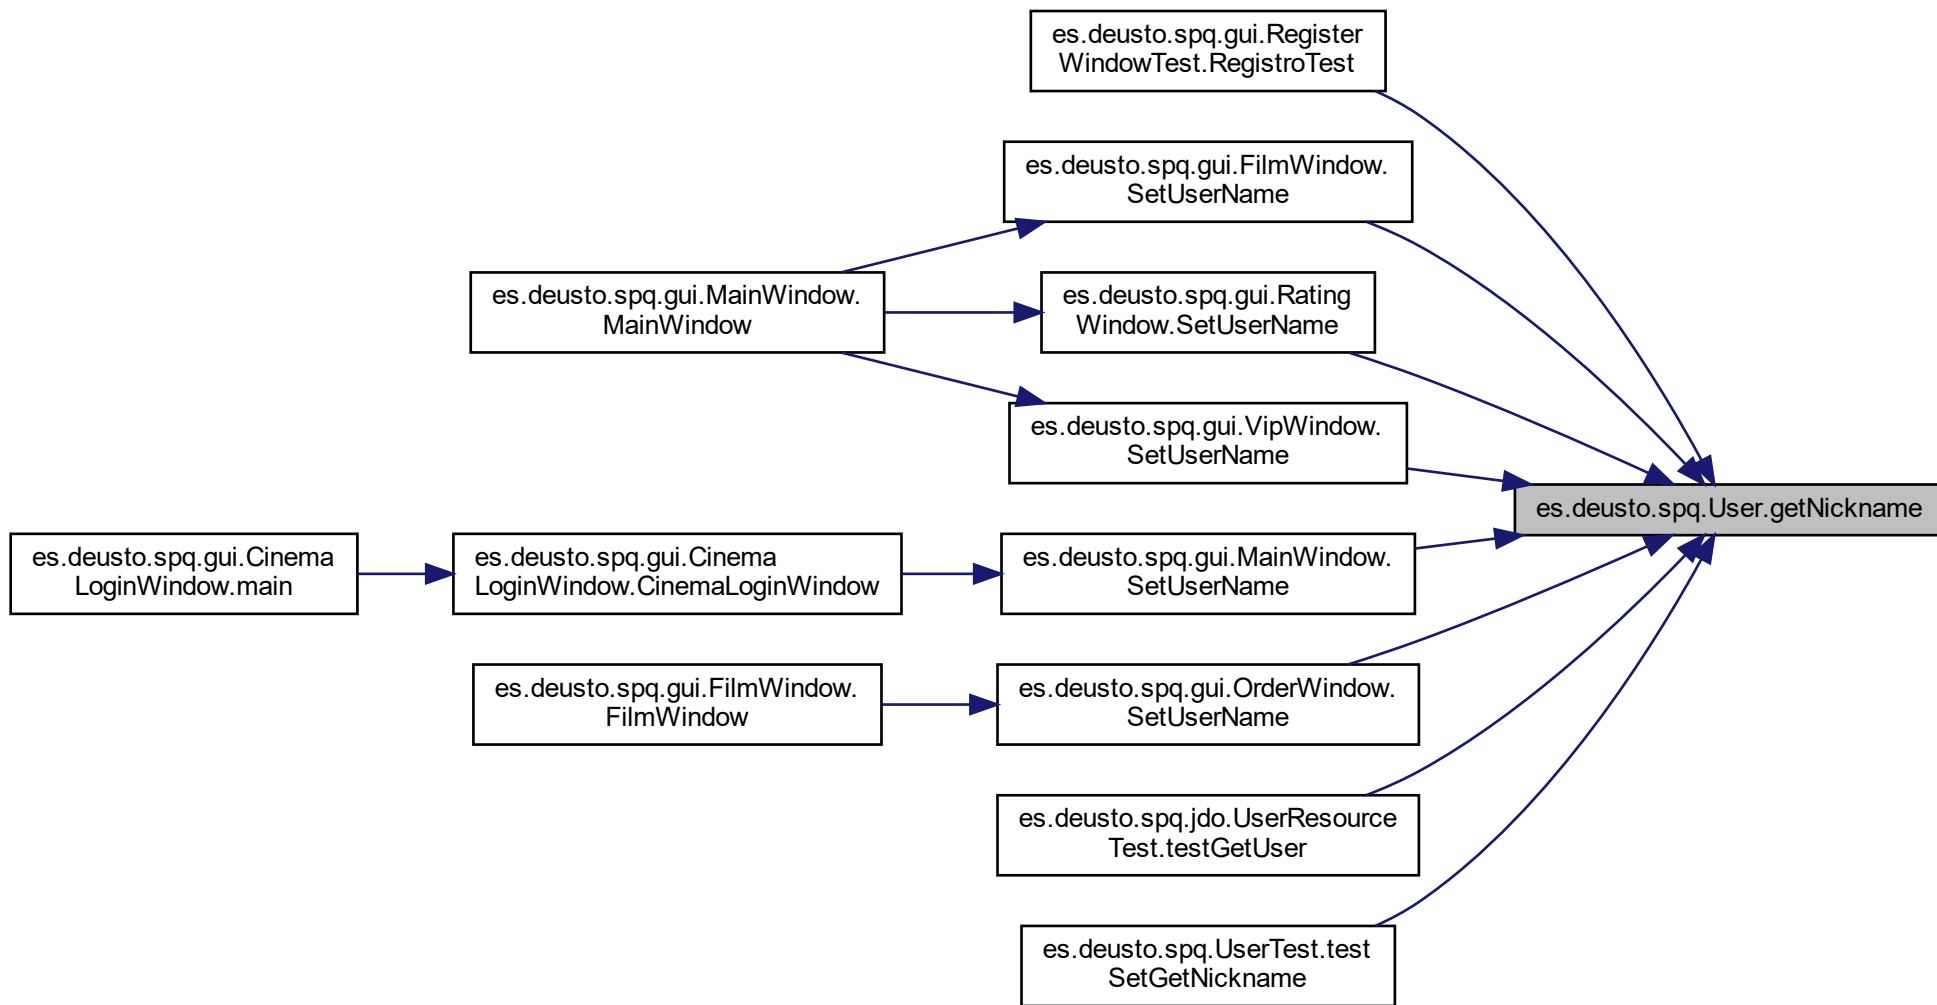 es.deusto.spq.gui.Register
WindowTest.RegistroTest
es.deusto.spq.gui.FilmWindow.
SetUserName
es.deusto.spq.gui.MainWindow.
MainWindow
es.deusto.spq.gui.Rating
Window.SetUserName
es.deusto.spq.gui.VipWindow.
SetUserName
es.deusto.spq.User.getNickname
es.deusto.spq.gui.Cinema
LoginWindow.main
es.deusto.spq.gui.Cinema
LoginWindow.CinemaLoginWindow
es.deusto.spq.gui.MainWindow.
SetUserName
es.deusto.spq.gui.FilmWindow.
FilmWindow
es.deusto.spq.gui.OrderWindow.
SetUserName
es.deusto.spq.jdo.UserResource
Test.testGetUser
es.deusto.spq.UserTest.test
SetGetNickname